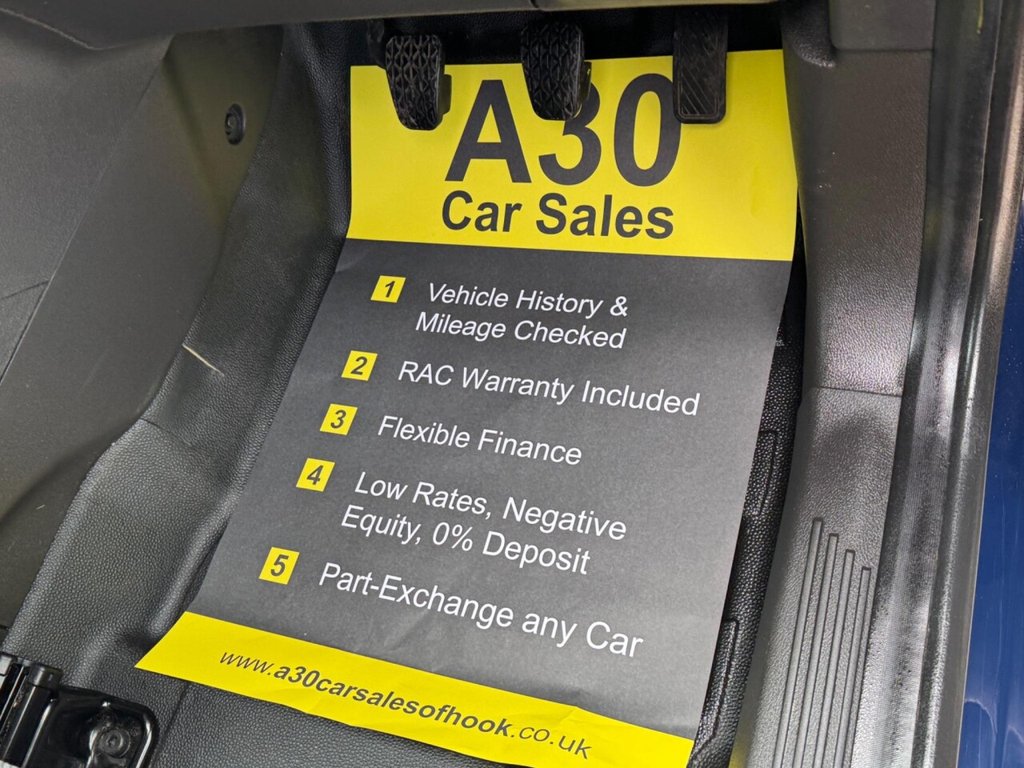 A30
Car Sales
1 Vehicle History &
Mileage Checked
2 RAC Warranty Included
3 Flexible Finance
4 Low Rates, Negative
Equity, 0% Deposit
5 Part-Exchange any Car
www.a30carsalesofhook.co.uk